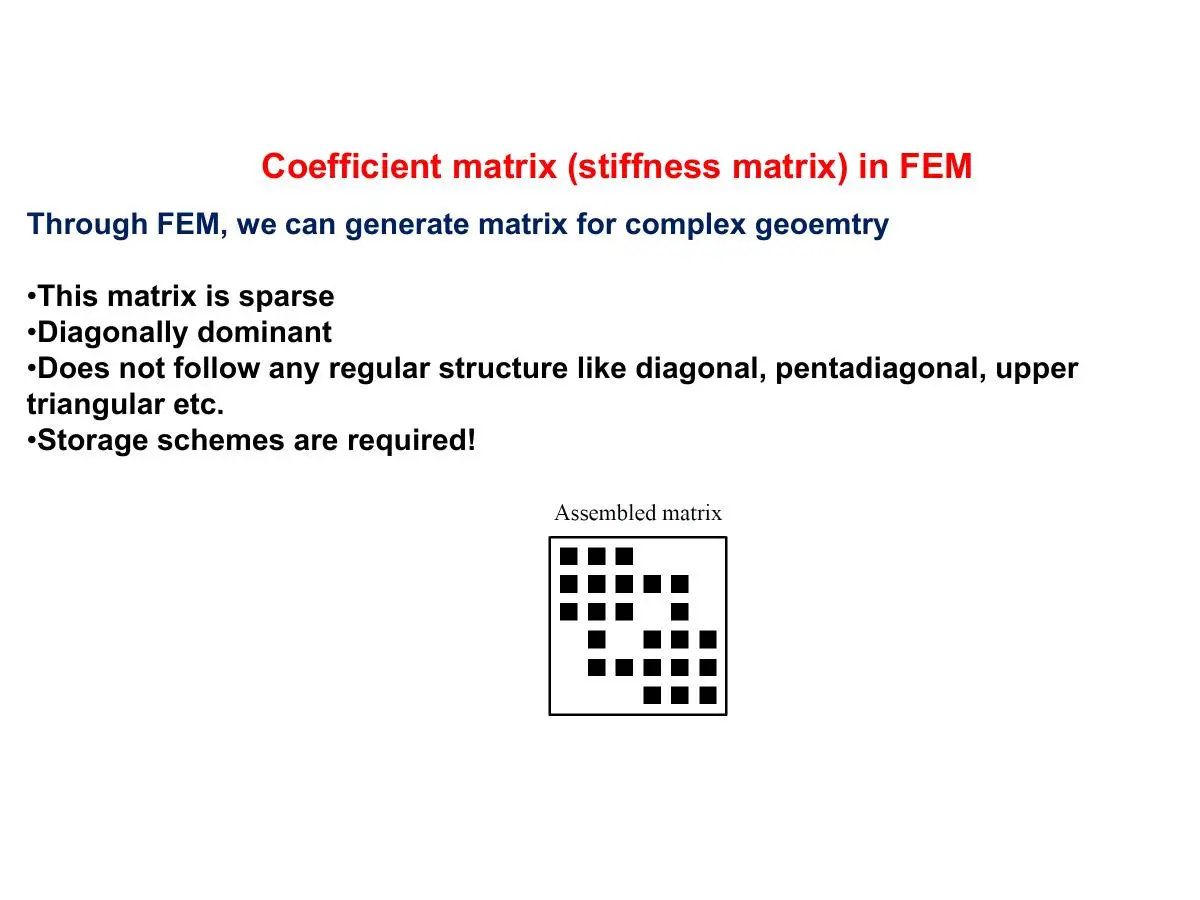 Coefficient matrix (stiffness matrix) in FEM
Through FEM, we can generate matrix for complex geoemtry
•This matrix is sparse
•Diagonally dominant
•Does not follow any regular structure like diagonal, pentadiagonal, upper
triangular etc.
•Storage schemes are required!
Assembled matrix